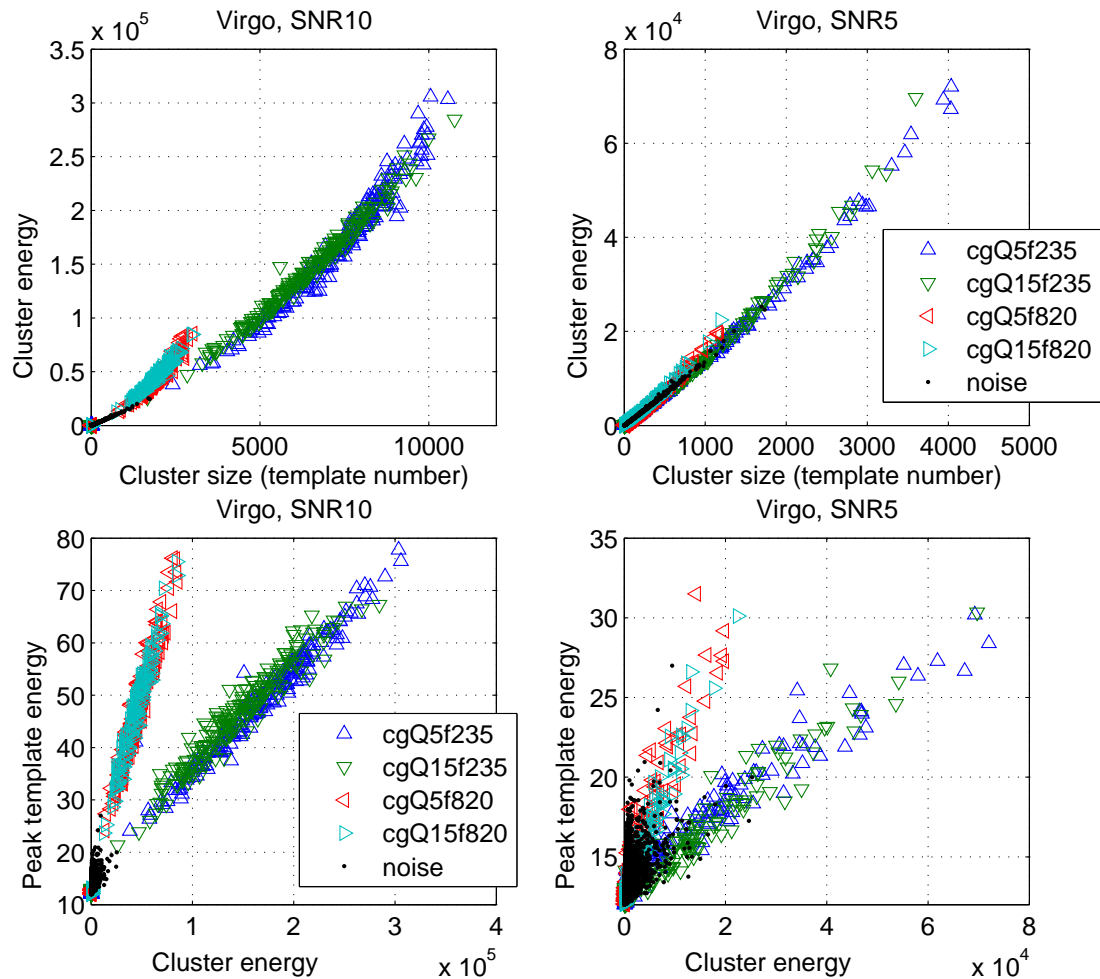 Virgo, SNR10
x 10^5
3.5
3
2.5
2
1.5
1
0.5
0
Cluster energy
0 5000 10000
Cluster size (template number)
Virgo, SNR5
x 10^4
8
6
4
2
0
Cluster energy
0 1000 2000 3000 4000 5000
Cluster size (template number)
cgQ5f235
cgQ15f235
cgQ5f820
cgQ15f820
noise
Virgo, SNR10
80
70
60
50
40
30
20
10
Peak template energy
0 1 2 3 4
Cluster energy
x 10^5
cgQ5f235
cgQ15f235
cgQ5f820
cgQ15f820
noise
Virgo, SNR5
35
30
25
20
15
Peak template energy
0 2 4 6 8
Cluster energy
x 10^4